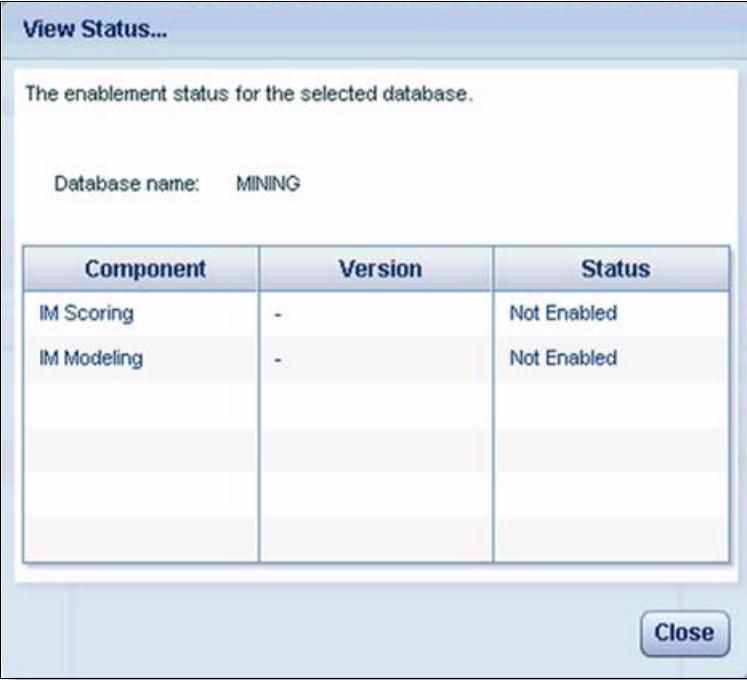 View Status...
The enablement status for the selected database.
Database name: MINING
Component Version Status
IM Scoring - Not Enabled
IM Modeling - Not Enabled
Close